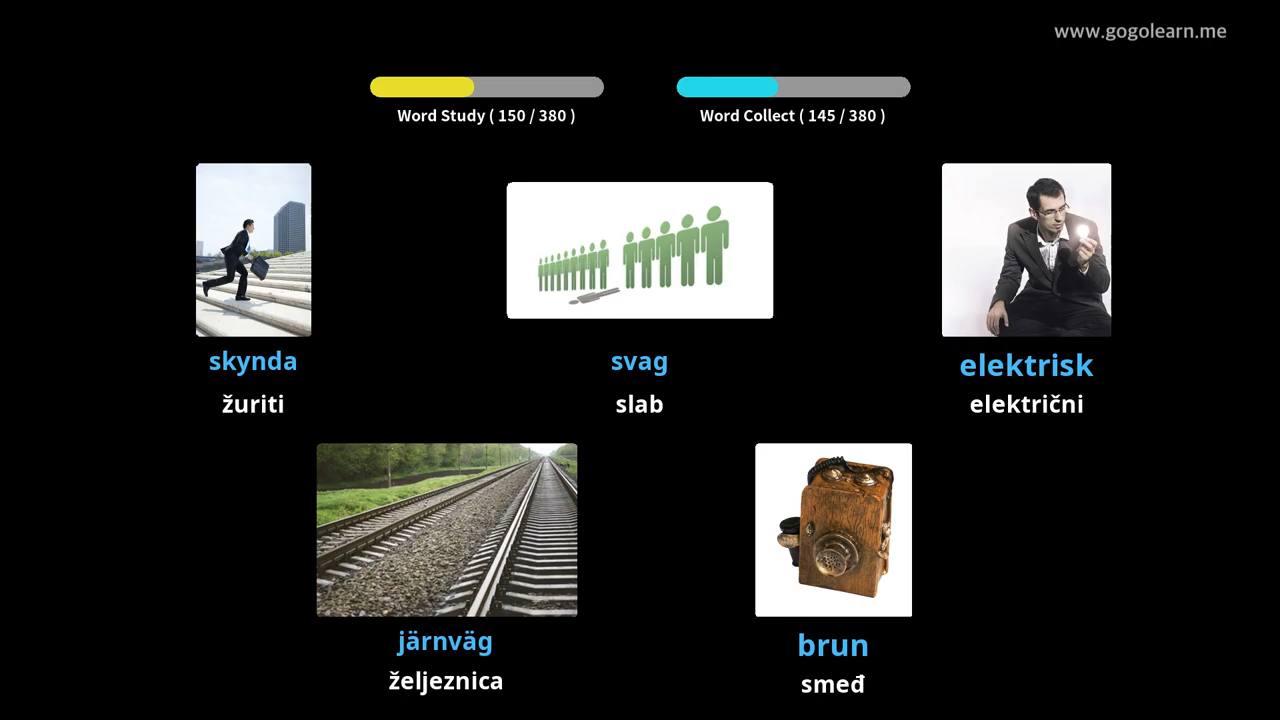 www.gogolearn.me
Word Study ( 150 / 380 )
Word Collect ( 145 / 380 )
skynda
žuriti
svag
slab
elektrisk
električni
järnväg
željeznica
brun
smeđ